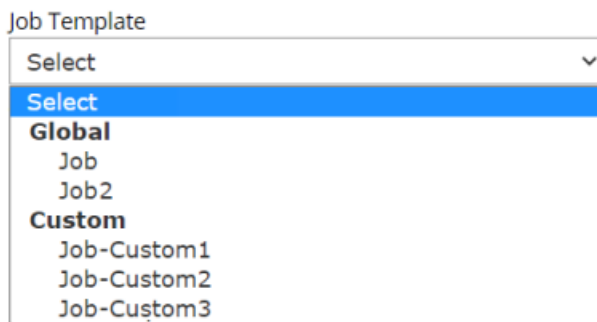 Job Template
Select
Select
Global
Job
Job2
Custom
Job-Custom1
Job-Custom2
Job-Custom3